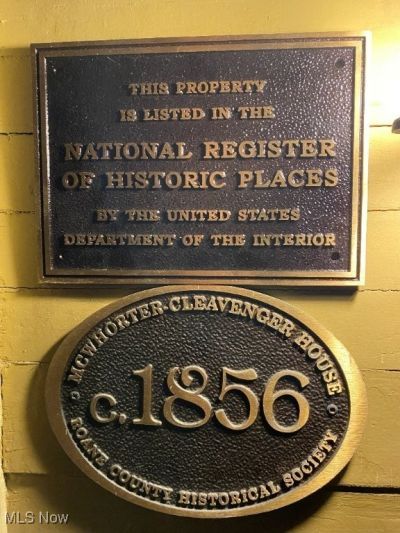 THIS PROPERTY
IS LISTED IN THE
NATIONAL REGISTER
OF HISTORIC PLACES
BY THE UNITED STATES
DEPARTMENT OF THE INTERIOR
MCWHORTER-CLEAVENGER HOUSE
C.1856
ROANE COUNTY HISTORICAL SOCIETY
MLS Now